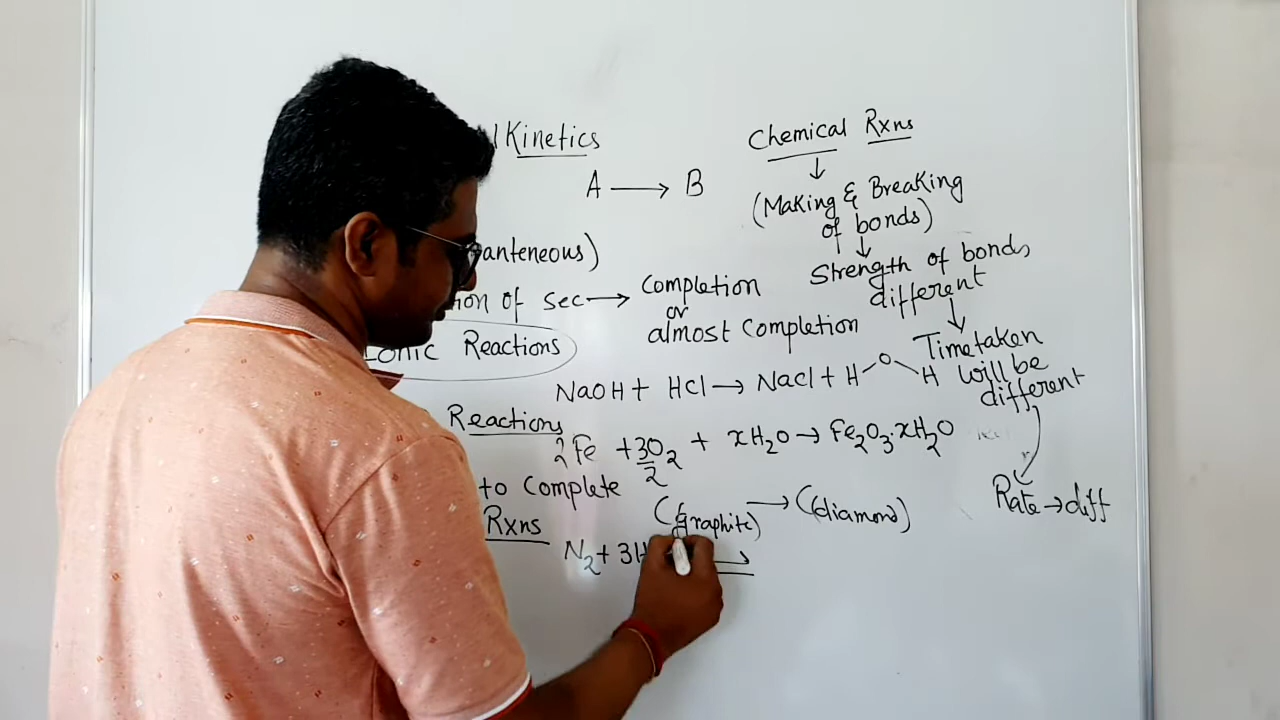 Kinetics
A → B
anteneous)
ion of sec → Completion
or
almost Completion
Ionic Reactions
NaOH + HCl → Nacl + H O H
Reactions
2Fe + 3/2 O2 + xH2O → Fe2O3.xH2O
to Complete
C(graphite) → C(diamond)
Rxns
N2 + 3H
Chemical Rxns
↓
(Making & Breaking
of bonds)
↓
Strength of bonds
different
↓
Time taken
will be
different
Rate → diff